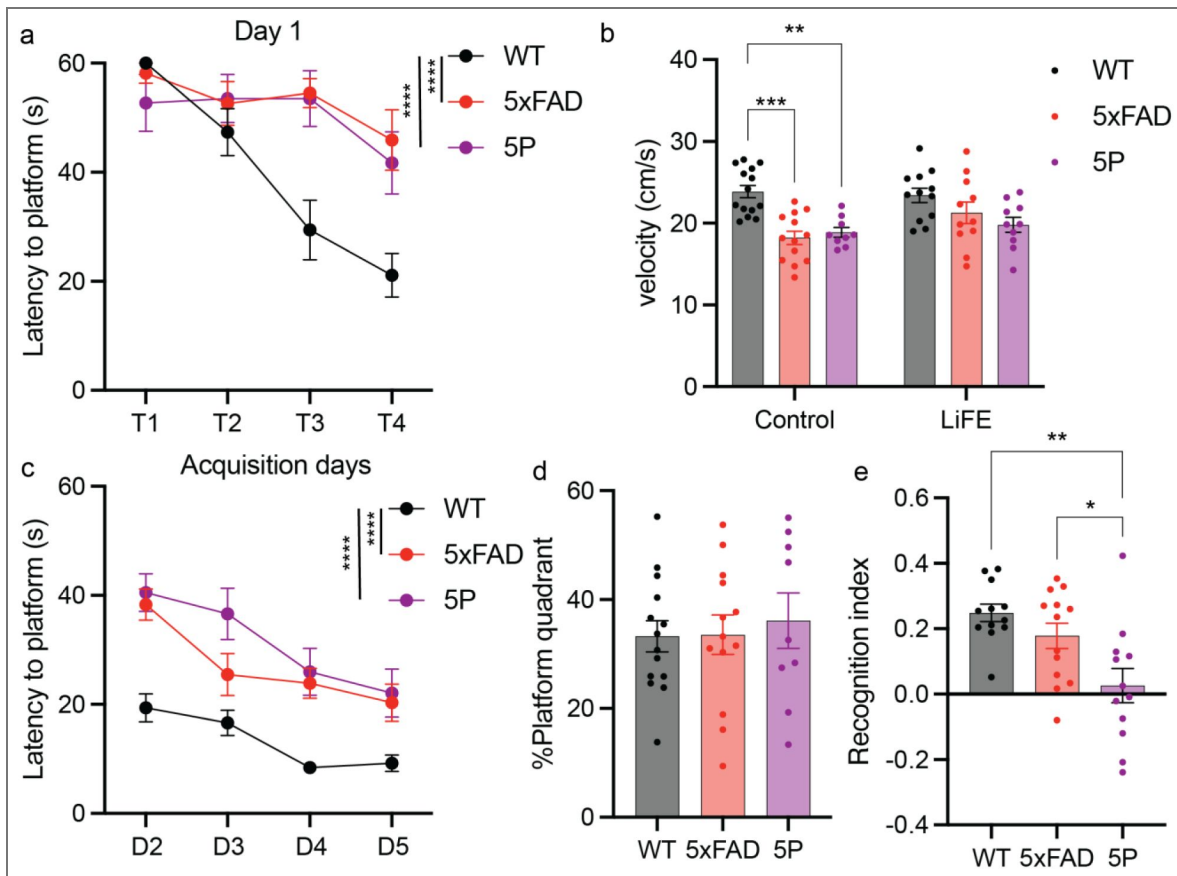 a
Day 1
Latency to platform (s)
60
40
20
0
T1 T2 T3 T4
****
****
WT
5xFAD
5P
b
velocity (cm/s)
40
30
20
10
0
**
***
Control LiFE
WT
5xFAD
5P
c
Acquisition days
Latency to platform (s)
60
40
20
0
D2 D3 D4 D5
****
****
WT
5xFAD
5P
d
%Platform quadrant
60
40
20
0
WT 5xFAD 5P
e
Recognition index
0.6
0.4
0.2
0.0
-0.2
-0.4
**
*
WT 5xFAD 5P